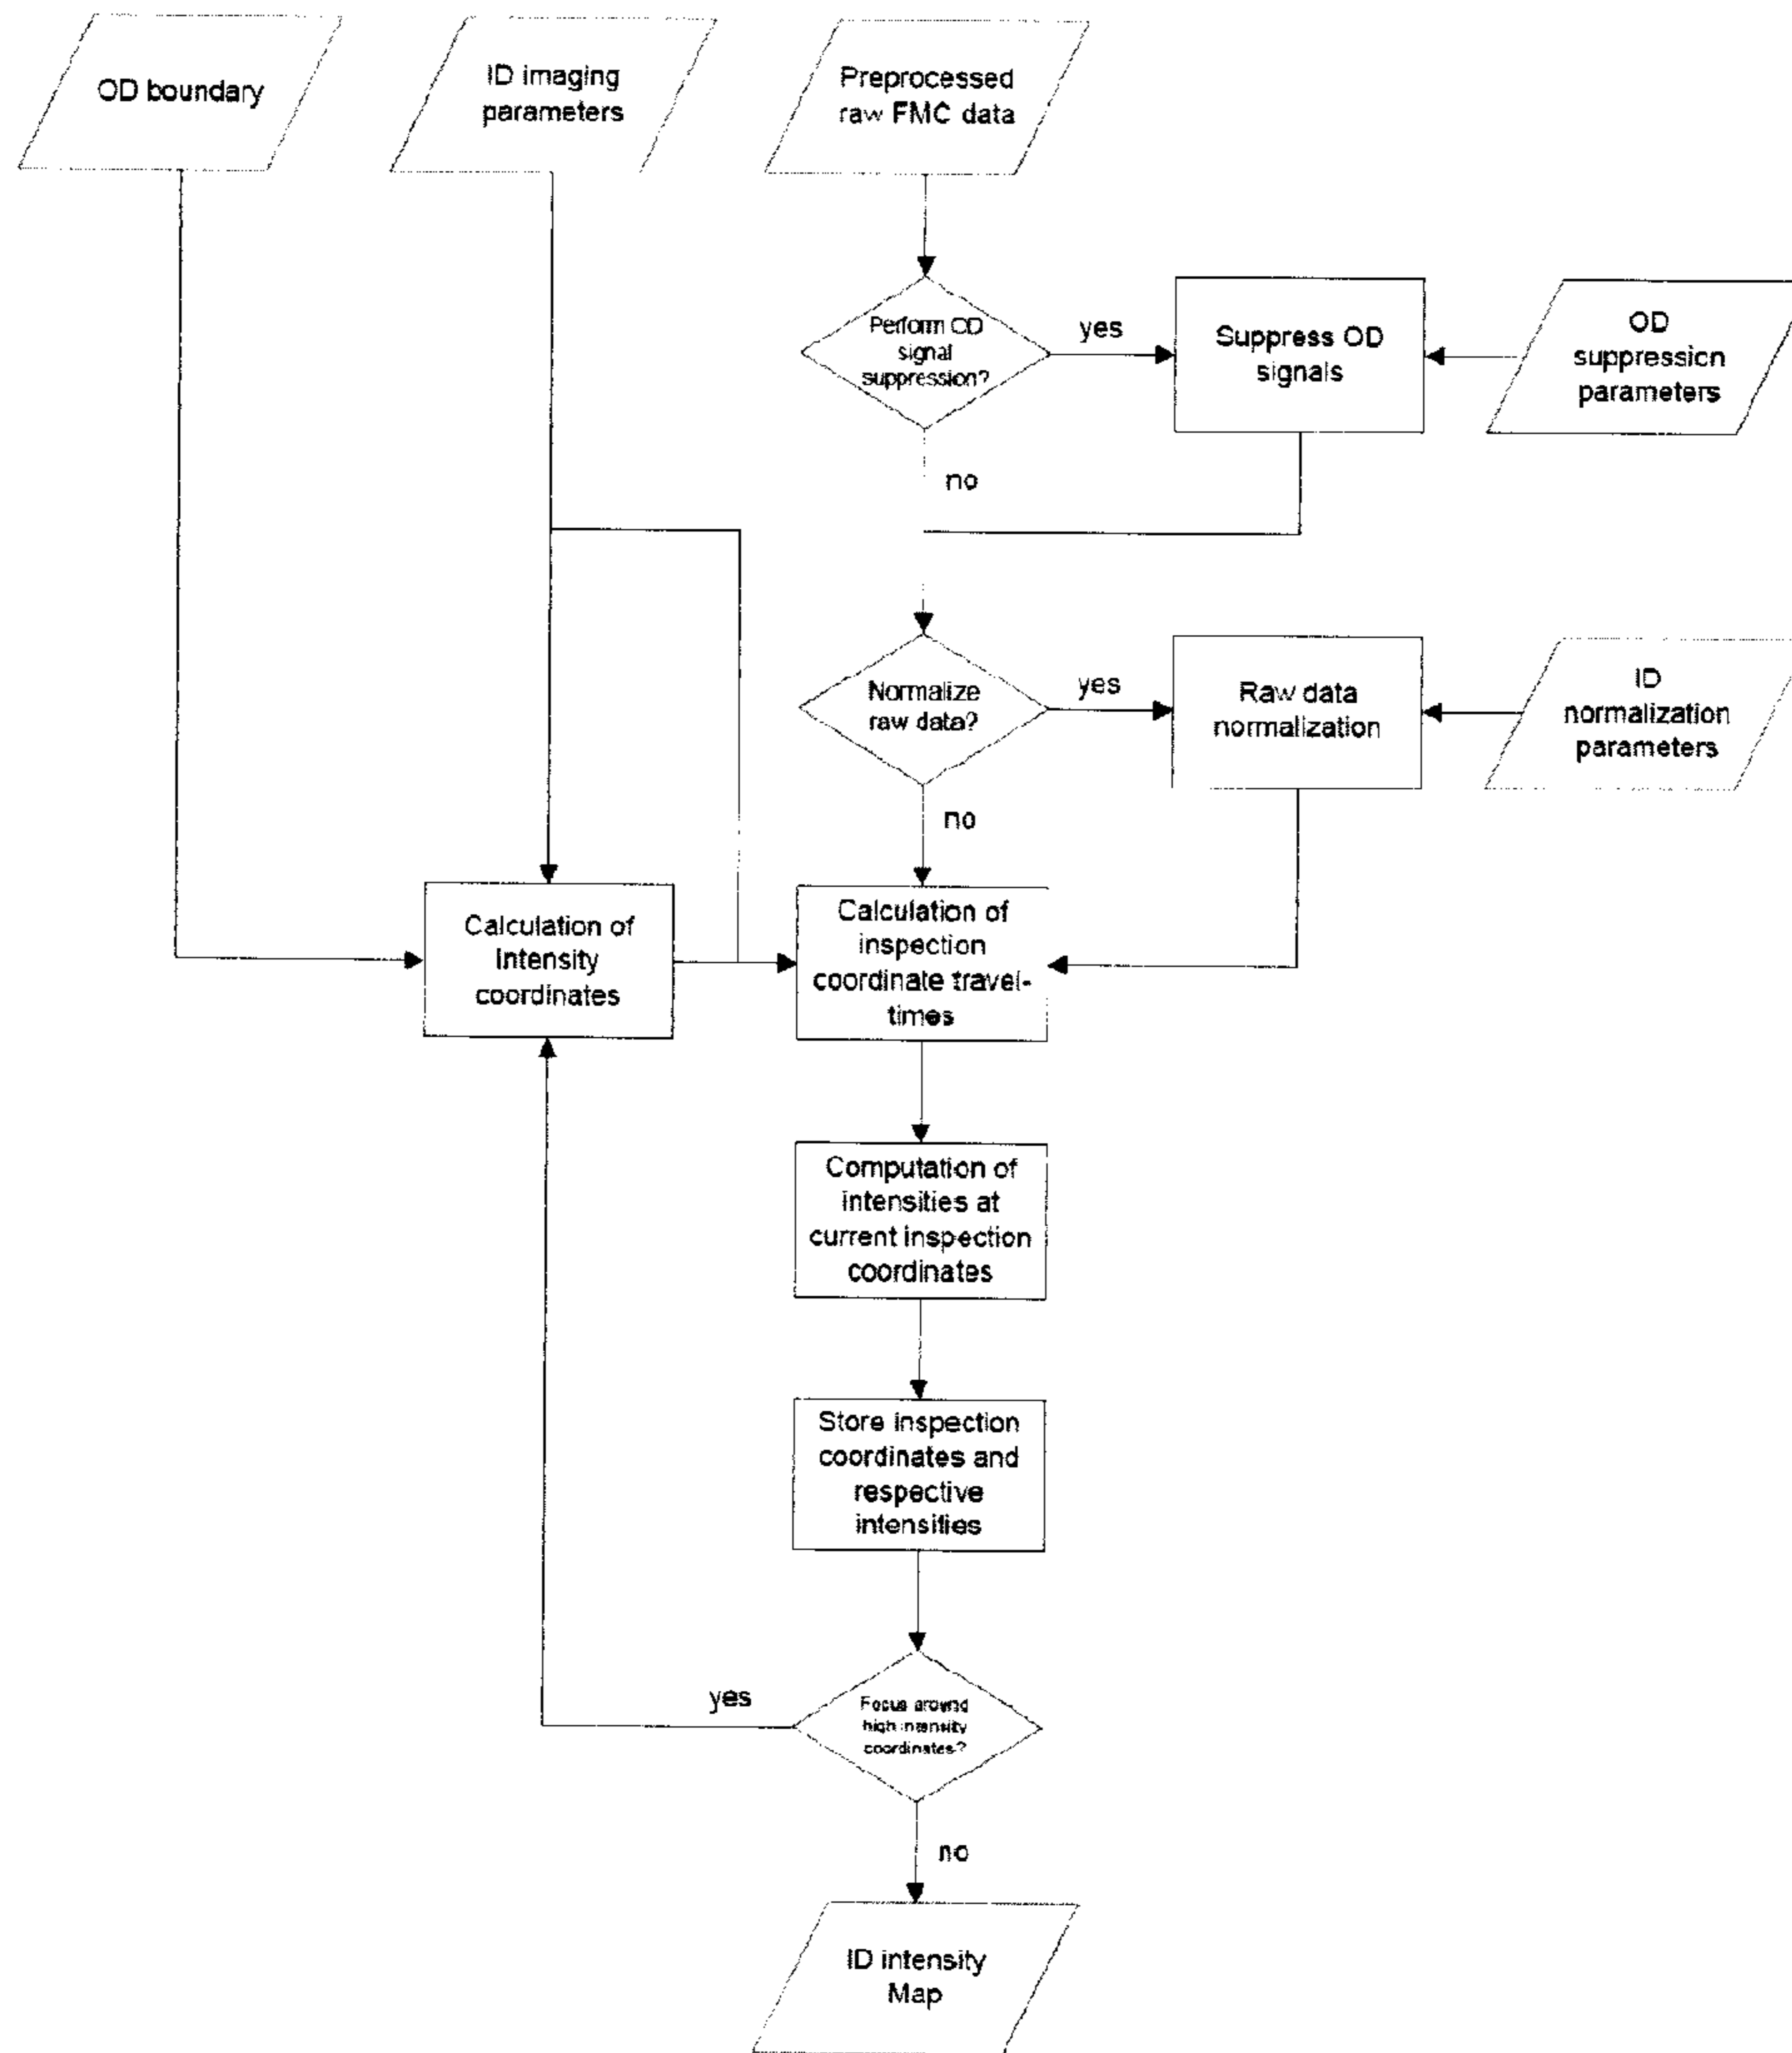 OD boundary
ID imaging
parameters
Preprocessed
raw FMC data
Perform OD
signal
suppression?
yes
Suppress OD
signals
OD
suppression
parameters
no
Normalize
raw data?
yes
Raw data
normalization
ID
normalization
parameters
no
Calculation of
intensity
coordinates
Calculation of
inspection
coordinate travel-
times
Computation of
intensities at
current inspection
coordinates
Store inspection
coordinates and
respective
intensities
Focus around
high intensity
coordinates?
yes
no
ID intensity
Map